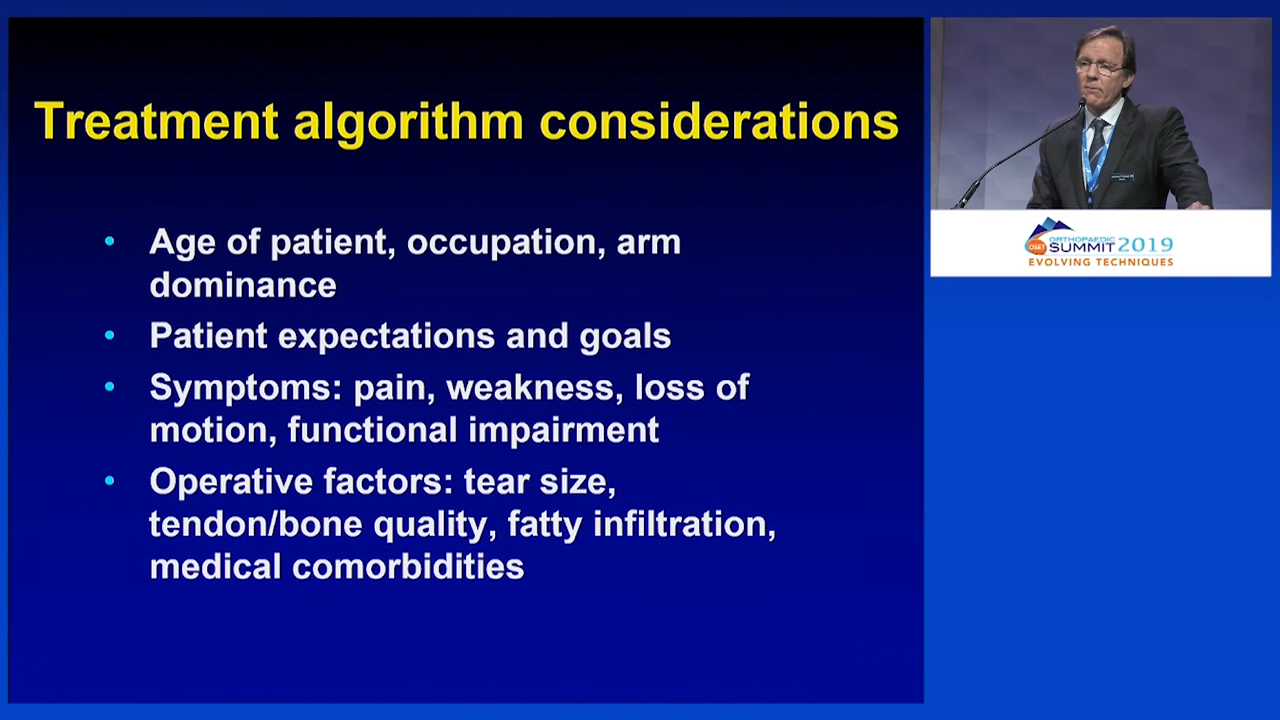 Treatment algorithm considerations
• Age of patient, occupation, arm
dominance
• Patient expectations and goals
• Symptoms: pain, weakness, loss of
motion, functional impairment
• Operative factors: tear size,
tendon/bone quality, fatty infiltration,
medical comorbidities
OSET
ORTHOPAEDIC
SUMMIT 2019
EVOLVING TECHNIQUES